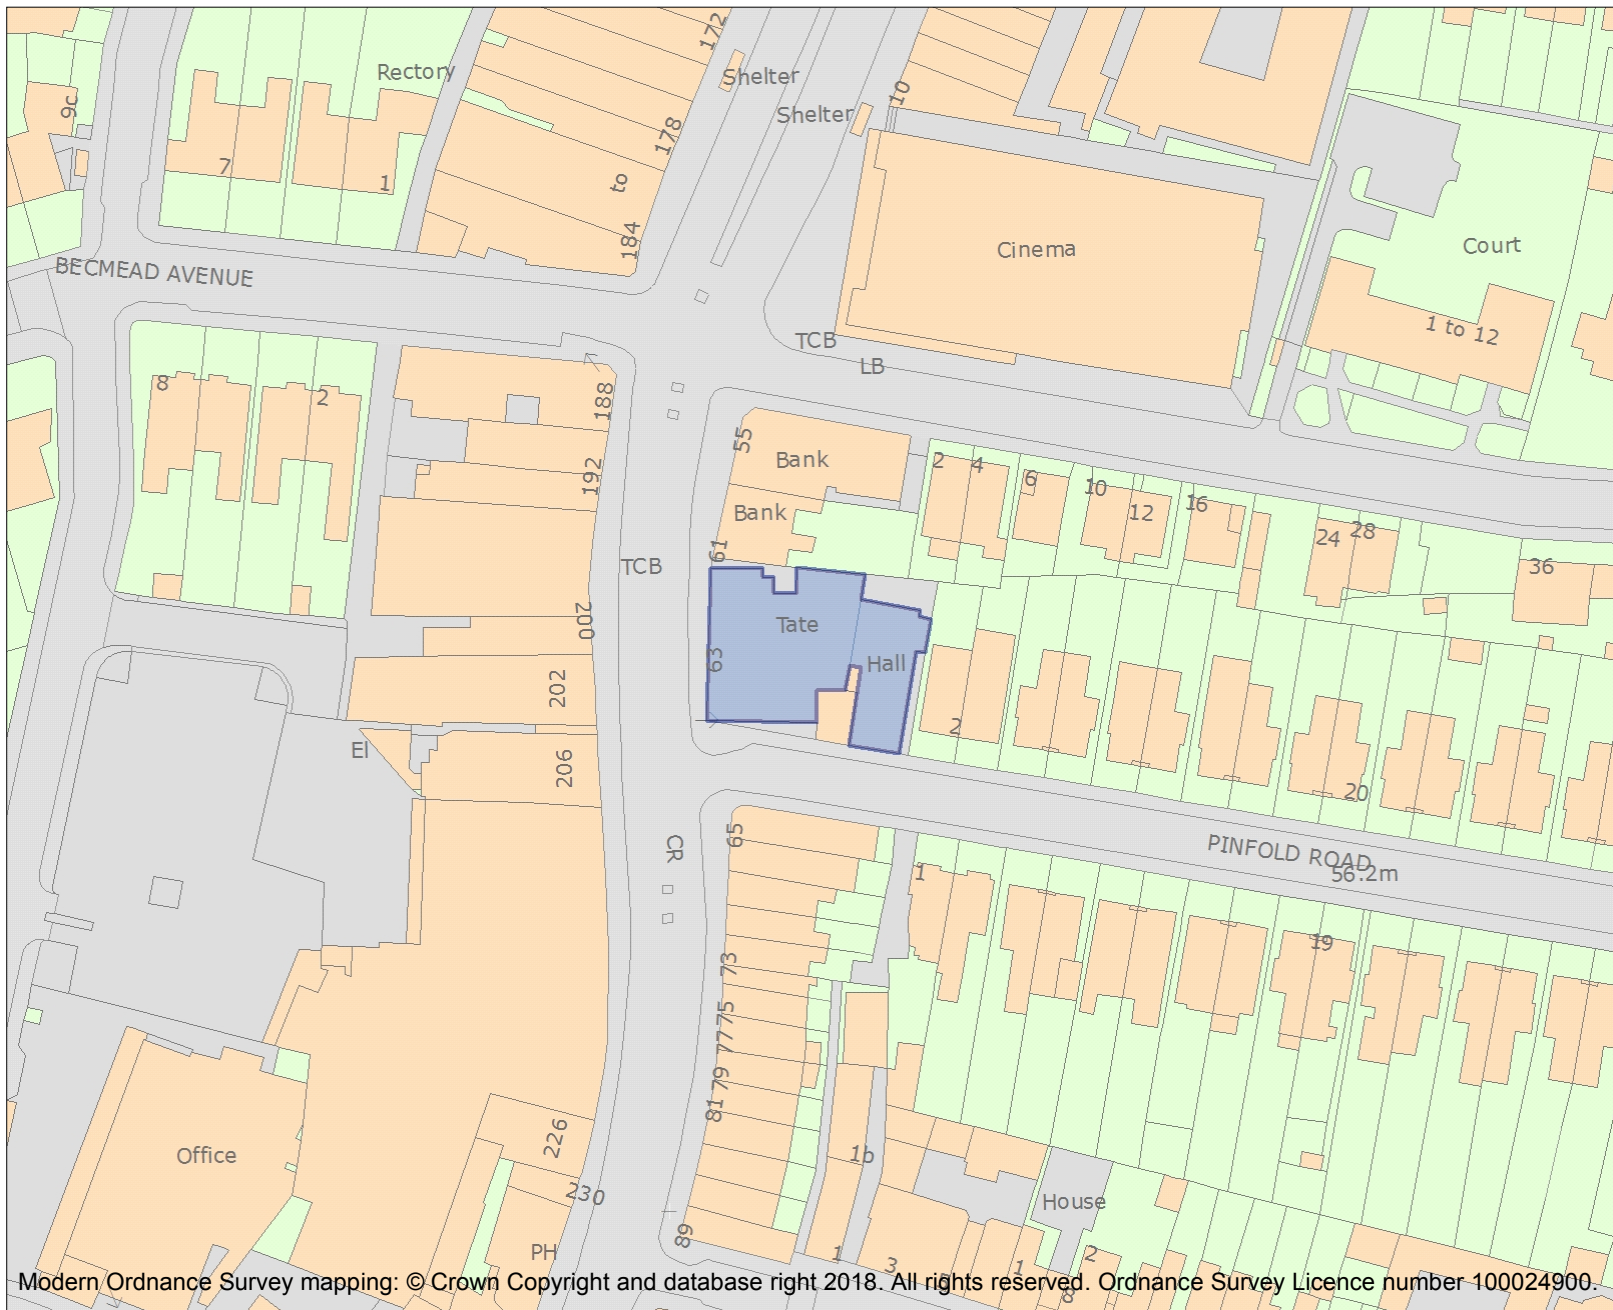 172
Rectory
Shelter
10
9c
Shelter
178
7
1
to
184
Cinema
Court
BECMEAD AVENUE
1 to 12
TCB
LB
8
2
188
55
Bank
2
4
6
10
12
16
192
Bank
24
28
61
TCB
36
200
Tate
63
Hall
202
2
El
206
20
65
CR
PINFOLD ROAD
56.2m
1
73
19
75
77
79
81
226
Office
1b
230
House
89
PH
1
3
1
2
8
Modern Ordnance Survey mapping: © Crown Copyright and database right 2018. All rights reserved. Ordnance Survey Licence number 100024900.